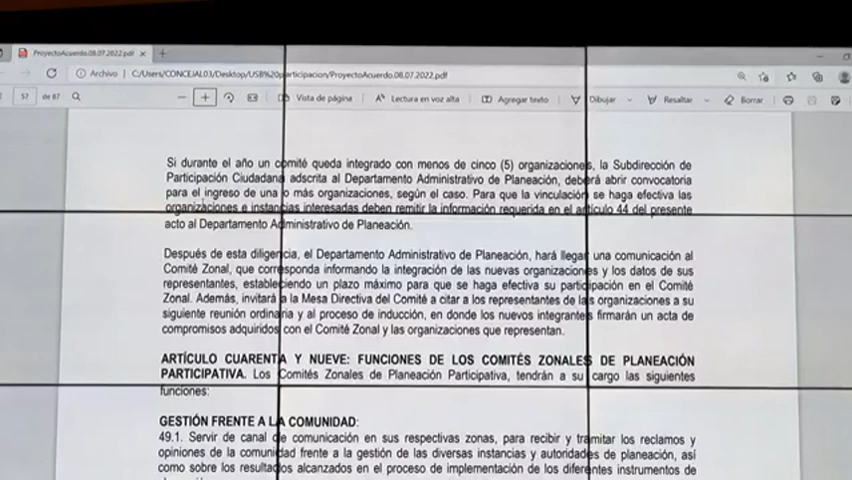 ProyectoAcuerdo.08.07.2022.pdf
Archivo | C:/Users/CONCEJAL03/Desktop/USB%20participacion/ProyectoAcuerdo.08.07.2022.pdf
57 de 87 Vista de página Lectura en voz alta Agregar texto Dibujar Resaltar Borrar
Si durante el año un comité queda integrado con menos de cinco (5) organizaciones, la Subdirección de
Participación Ciudadana adscrita al Departamento Administrativo de Planeación, deberá abrir convocatoria
para el ingreso de una o más organizaciones, según el caso. Para que la vinculación se haga efectiva las
organizaciones e instancias interesadas deben remitir la información requerida en el artículo 44 del presente
acto al Departamento Administrativo de Planeación.
Después de esta diligencia, el Departamento Administrativo de Planeación, hará llegar una comunicación al
Comité Zonal, que corresponda informando la integración de las nuevas organizaciones y los datos de sus
representantes, estableciendo un plazo máximo para que se haga efectiva su participación en el Comité
Zonal. Además, invitará a la Mesa Directiva del Comité a citar a los representantes de las organizaciones a su
siguiente reunión ordinaria y al proceso de inducción, en donde los nuevos integrantes firmarán un acta de
compromisos adquiridos con el Comité Zonal y las organizaciones que representan.
ARTÍCULO CUARENTA Y NUEVE: FUNCIONES DE LOS COMITÉS ZONALES DE PLANEACIÓN
PARTICIPATIVA. Los Comités Zonales de Planeación Participativa, tendrán a su cargo las siguientes
funciones:
GESTIÓN FRENTE A LA COMUNIDAD:
49.1. Servir de canal de comunicación en sus respectivas zonas, para recibir y tramitar los reclamos y
opiniones de la comunidad frente a la gestión de las diversas instancias y autoridades de planeación, así
como sobre los resultados alcanzados en el proceso de implementación de los diferentes instrumentos de